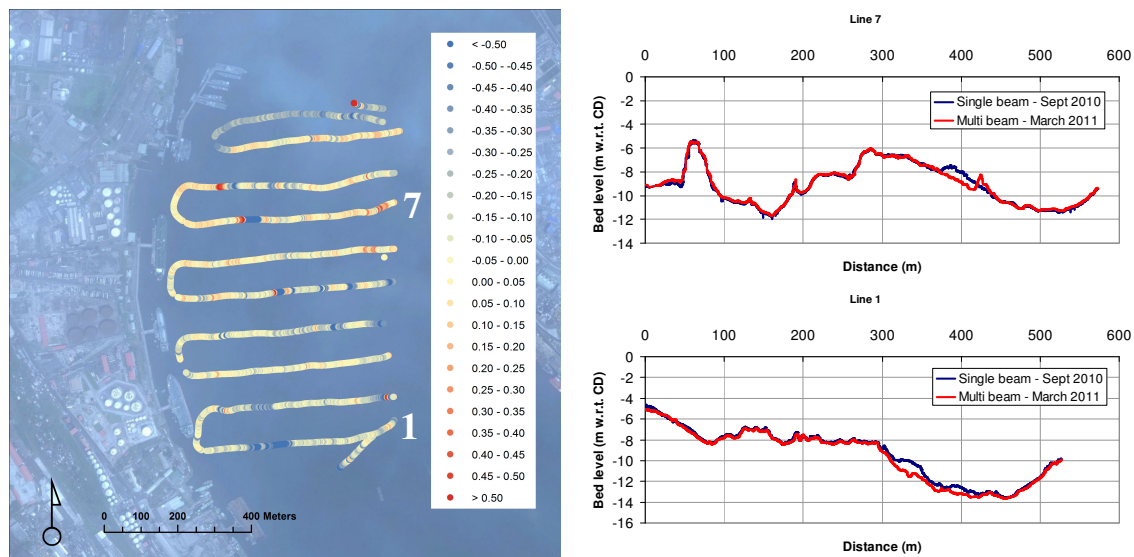 < -0.50
-0.50 - -0.45
-0.45 - -0.40
-0.40 - -0.35
-0.35 - -0.30
-0.30 - -0.25
-0.25 - -0.20
-0.20 - -0.15
-0.15 - -0.10
-0.10 - -0.05
-0.05 - 0.00
0.00 - 0.05
0.05 - 0.10
0.10 - 0.15
0.15 - 0.20
0.20 - 0.25
0.25 - 0.30
0.30 - 0.35
0.35 - 0.40
0.40 - 0.45
0.45 - 0.50
> 0.50
7
1
0 100 200 400 Meters
Line 7
0 100 200 300 400 500 600
0
-2
-4
-6
-8
-10
-12
-14
Bed level (m w.r.t. CD)
Single beam - Sept 2010
Multi beam - March 2011
Distance (m)
Line 1
0 100 200 300 400 500 600
0
-2
-4
-6
-8
-10
-12
-14
-16
Bed level (m w.r.t. CD)
Single beam - Sept 2010
Multi beam - March 2011
Distance (m)